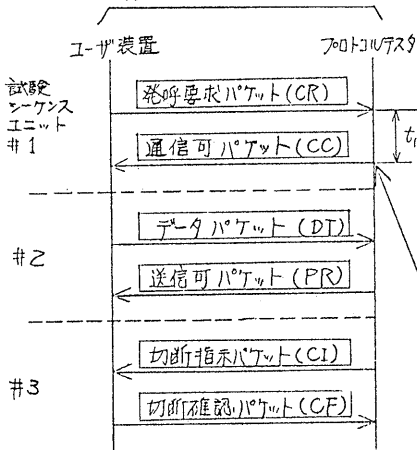 ユーザ装置
プロトコルテスタ
試験
シーケンス
ユニット
#1
発呼要求パケット(CR)
通信可パケット(CC)
t₁
#2
データパケット(DT)
送信可パケット(PR)
#3
切断指示パケット(CI)
切断確認パケット(CF)